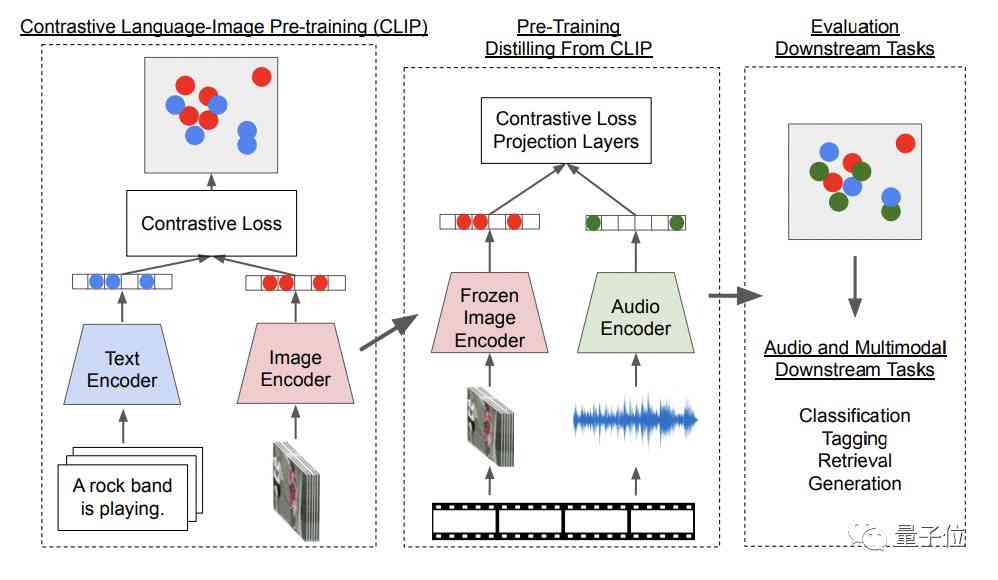 Contrastive Language-Image Pre-training (CLIP)
Contrastive Loss
Text
Encoder
Image
Encoder
A rock band
is playing.
Pre-Training
Distilling From CLIP
Contrastive Loss
Projection Layers
Frozen
Image
Encoder
Audio
Encoder
Evaluation
Downstream Tasks
Audio and Multimodal
Downstream Tasks
Classification
Tagging
Retrieval
Generation
量子位